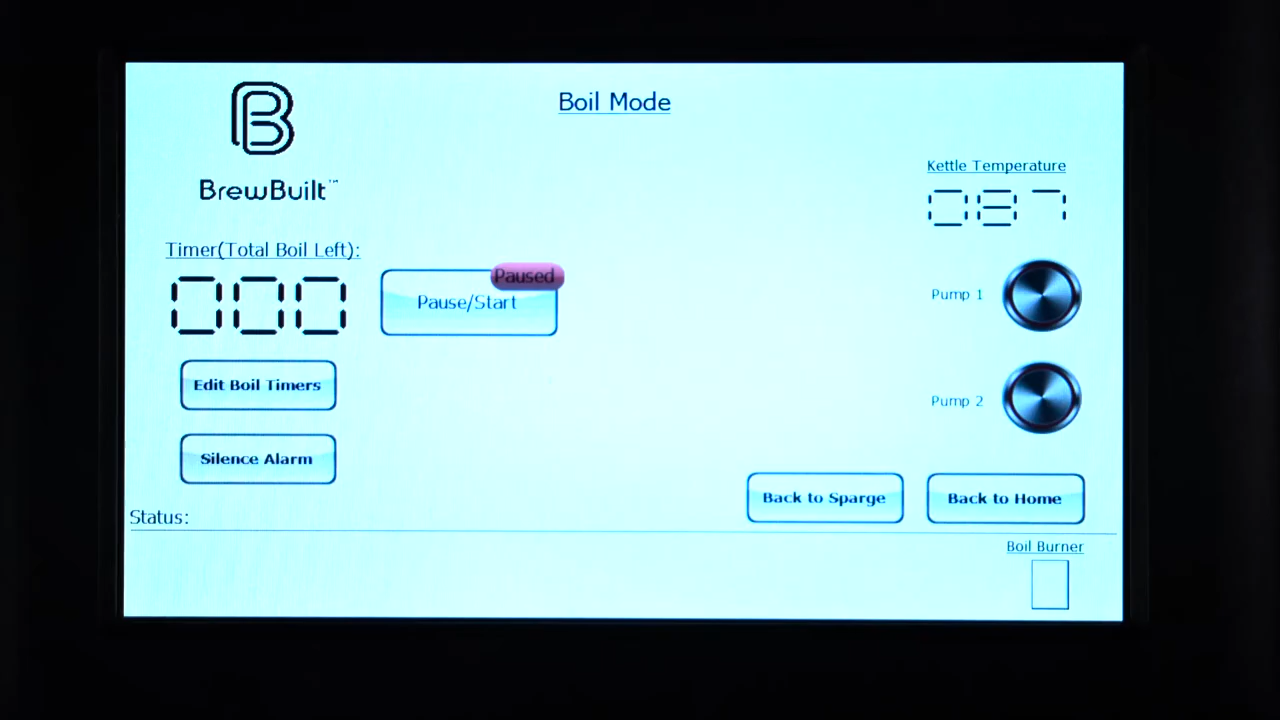 Boil Mode
BrewBuilt™
Kettle Temperature
087
Timer(Total Boil Left):
000
Paused
Pause/Start
Pump 1
Edit Boil Timers
Pump 2
Silence Alarm
Back to Sparge
Back to Home
Status:
Boil Burner